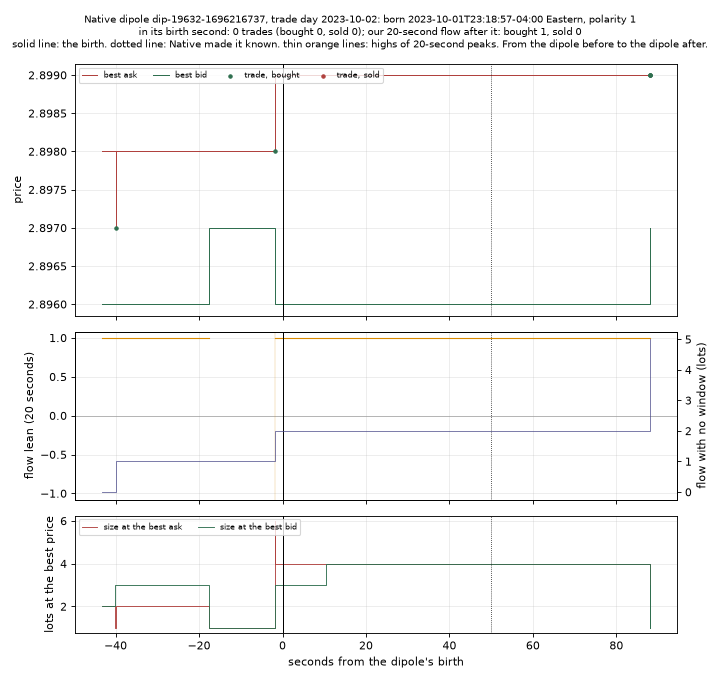 Native dipole dip-19632-1696216737, trade day 2023-10-02: born 2023-10-01T23:18:57-04:00 Eastern, polarity 1
in its birth second: 0 trades (bought 0, sold 0); our 20-second flow after it: bought 1, sold 0
solid line: the birth. dotted line: Native made it known. thin orange lines: highs of 20-second peaks. From the dipole before to the dipole after.
best ask best bid trade, bought trade, sold
2.8990
2.8985
2.8980
2.8975
2.8970
2.8965
2.8960
price
1.0
0.5
0.0
−0.5
−1.0
flow lean (20 seconds)
5
4
3
2
1
0
flow with no window (lots)
size at the best ask size at the best bid
6
4
2
lots at the best price
−40 −20 0 20 40 60 80
seconds from the dipole's birth